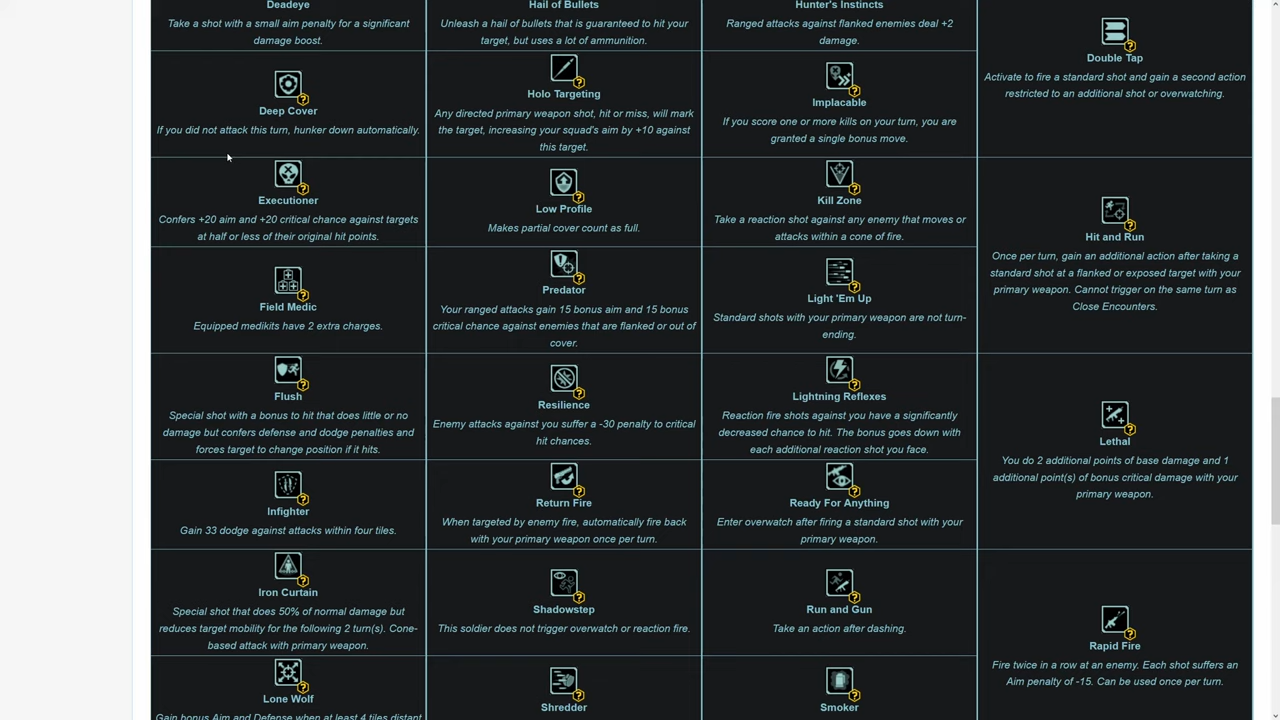 Deadeye
Take a shot with a small aim penalty for a significant
damage boost.
Deep Cover
If you did not attack this turn, hunker down automatically.
Executioner
Confers +20 aim and +20 critical chance against targets
at half or less of their original hit points.
Field Medic
Equipped medikits have 2 extra charges.
Flush
Special shot with a bonus to hit that does little or no
damage but confers defense and dodge penalties and
forces target to change position if it hits.
Infighter
Gain 33 dodge against attacks within four tiles.
Iron Curtain
Special shot that does 50% of normal damage but
reduces target mobility for the following 2 turn(s). Cone-
based attack with primary weapon.
Lone Wolf
Gain bonus Aim and Defense when at least 4 tiles distant
Hail of Bullets
Unleash a hail of bullets that is guaranteed to hit your
target, but uses a lot of ammunition.
Holo Targeting
Any directed primary weapon shot, hit or miss, will mark
the target, increasing your squad's aim by +10 against
this target.
Low Profile
Makes partial cover count as full.
Predator
Your ranged attacks gain 15 bonus aim and 15 bonus
critical chance against enemies that are flanked or out of
cover.
Resilience
Enemy attacks against you suffer a -30 penalty to critical
hit chances.
Return Fire
When targeted by enemy fire, automatically fire back
with your primary weapon once per turn.
Shadowstep
This soldier does not trigger overwatch or reaction fire.
Shredder
Hunter's Instincts
Ranged attacks against flanked enemies deal +2
damage.
Implacable
If you score one or more kills on your turn, you are
granted a single bonus move.
Kill Zone
Take a reaction shot against any enemy that moves or
attacks within a cone of fire.
Light 'Em Up
Standard shots with your primary weapon are not turn-
ending.
Lightning Reflexes
Reaction fire shots against you have a significantly
decreased chance to hit. The bonus goes down with
each additional reaction shot you face.
Ready For Anything
Enter overwatch after firing a standard shot with your
primary weapon.
Run and Gun
Take an action after dashing.
Smoker
Double Tap
Activate to fire a standard shot and gain a second action
restricted to an additional shot or overwatching.
Hit and Run
Once per turn, gain an additional action after taking a
standard shot at a flanked or exposed target with your
primary weapon. Cannot trigger on the same turn as
Close Encounters.
Lethal
You do 2 additional points of base damage and 1
additional point(s) of bonus critical damage with your
primary weapon.
Rapid Fire
Fire twice in a row at an enemy. Each shot suffers an
Aim penalty of -15. Can be used once per turn.